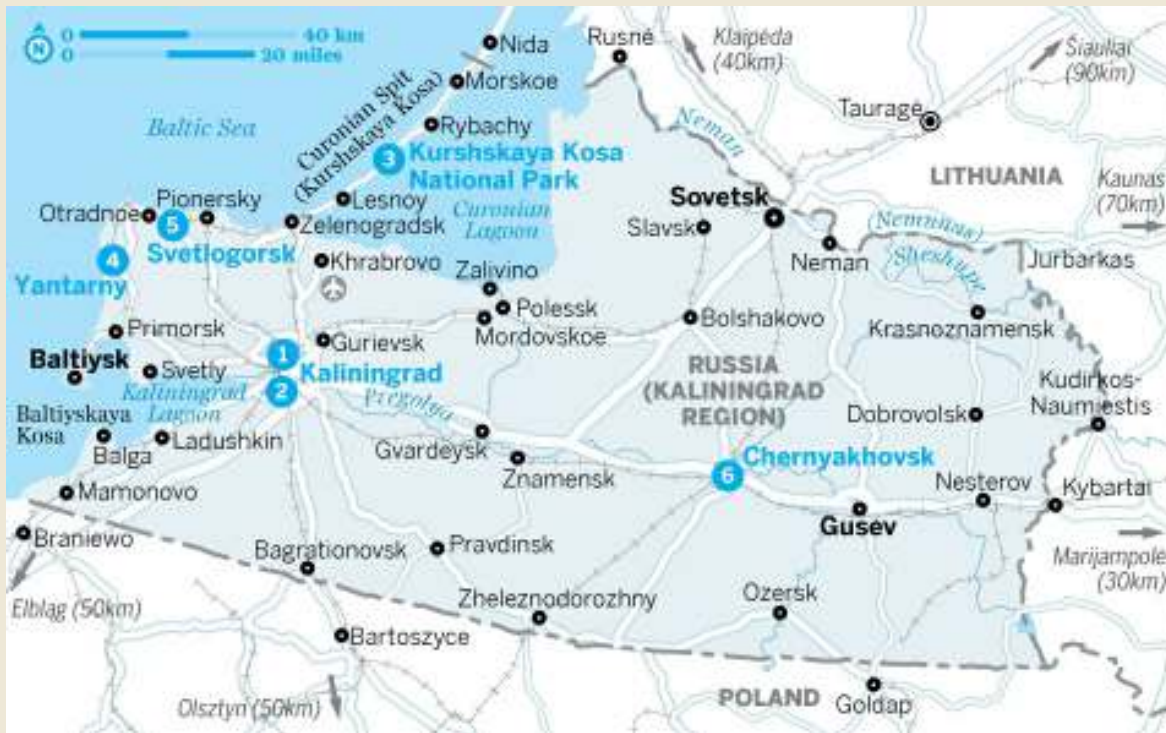 0 40 km
0 20 miles
N
Nida
Rusnė
Klaipėda
(40km)
Šiauliai
(90km)
Morskoe
Curonian Spit
(Kurshskaya Kosa)
Baltic Sea
Rybachy
Neman
Taurage
3
Kurshskaya Kosa
National Park
LITHUANIA
Kaunas
(70km)
Pionersky
Otradnoe
5
Svetlogorsk
Lesnoy
Zelenogradsk
Curonian
Lagoon
Sovetsk
Slavsk
Neman
Nemunas)
Sheshupe
Jurbarkas
4
Yantarny
Khrabrovo
Zalivino
Polessk
Mordovskoe
Bolshakovo
Krasnoznamensk
Primorsk
Gurievsk
1
Kaliningrad
2
Baltiysk
Svetly
Kaliningrad
Lagoon
Pregolya
RUSSIA
(KALININGRAD
REGION)
Kudirkos-
Naumiestis
Dobrovolsk
Baltiyskaya
Kosa
Balga
Ladushkin
Gvardeysk
Znamensk
6
Chernyakhovsk
Nesterov
Kybartai
Mamonovo
Gusev
Braniewo
Bagrationovsk
Pravdinsk
Marijampole
(30km)
Elbląg (50km)
Zheleznodorozhny
Ozersk
Bartoszyce
Olsztyn (50km)
POLAND
Goldap